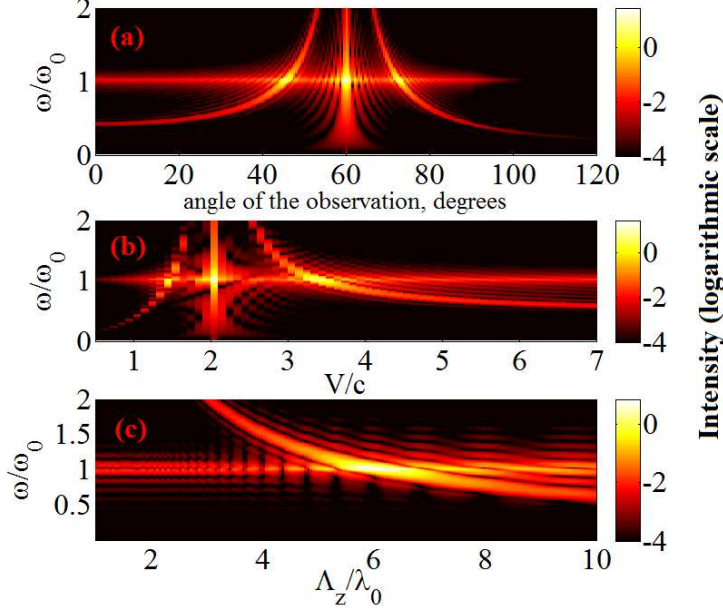 (a)
ω/ω₀
2
1
0
0 20 40 60 80 100 120
angle of the observation, degrees
0
-2
-4
(b)
ω/ω₀
2
1
0
1 2 3 4 5 6 7
V/c
0
-2
-4
(c)
ω/ω₀
2
1.5
1
0.5
2 4 6 8 10
Λz/λ₀
0
-2
-4
Intensity (logarithmic scale)